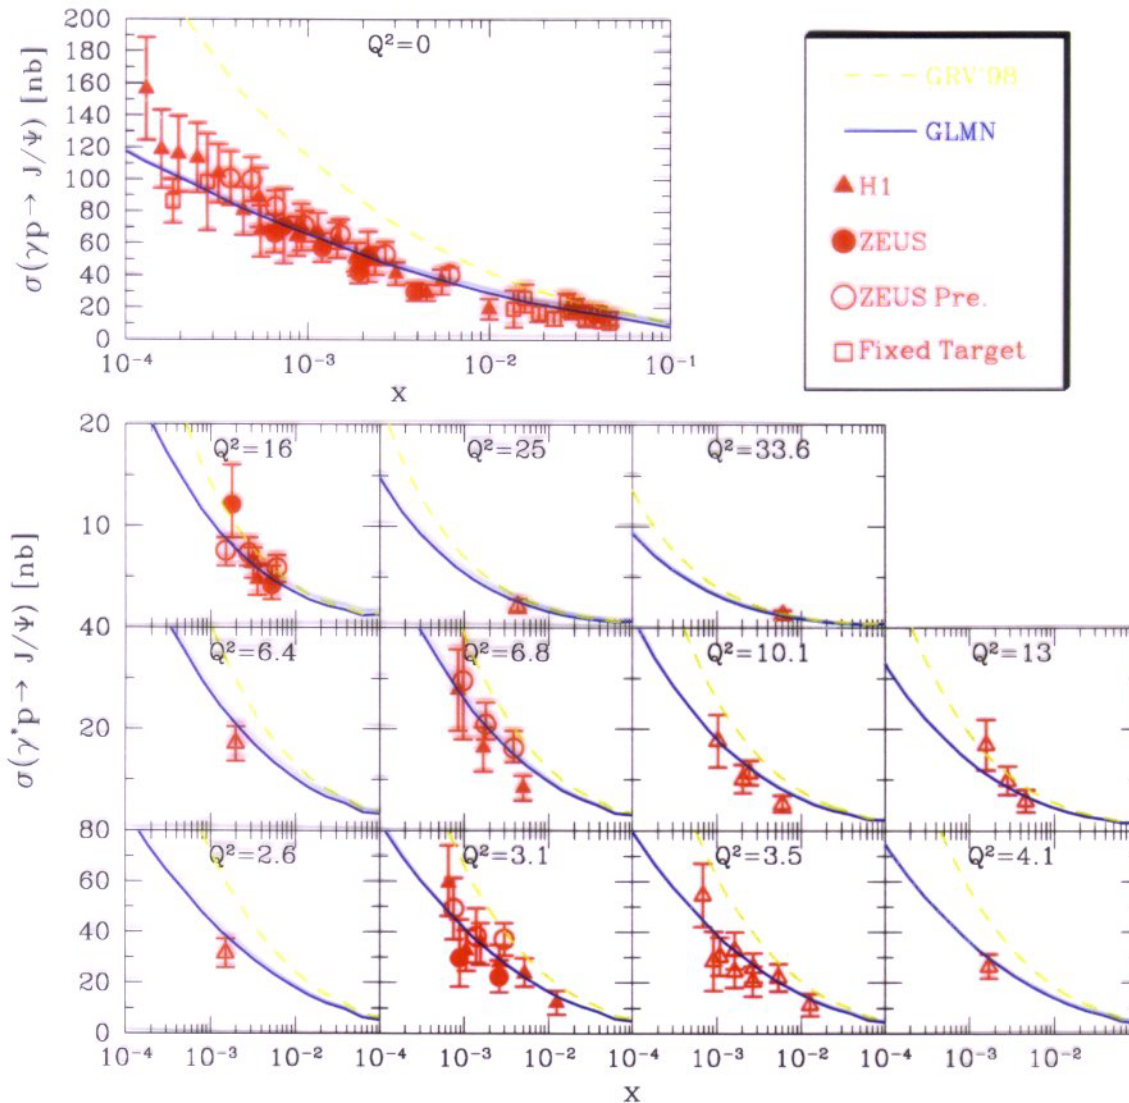 200
180
160
140
120
100
80
60
40
20
0
σ(γp→ J/Ψ) [nb]
Q²=0
10⁻⁴ 10⁻³ 10⁻² 10⁻¹
x
GRV'98
GLMN
H1
ZEUS
ZEUS Pre.
Fixed Target
σ(γ*p→ J/Ψ) [nb]
20
10
Q²=16 Q²=25 Q²=33.6
40
20
Q²=6.4 Q²=6.8 Q²=10.1 Q²=13
80
60
40
20
0
Q²=2.6 Q²=3.1 Q²=3.5 Q²=4.1
10⁻⁴ 10⁻³ 10⁻² 10⁻⁴ 10⁻³ 10⁻² 10⁻⁴ 10⁻³ 10⁻² 10⁻⁴ 10⁻³ 10⁻²
x